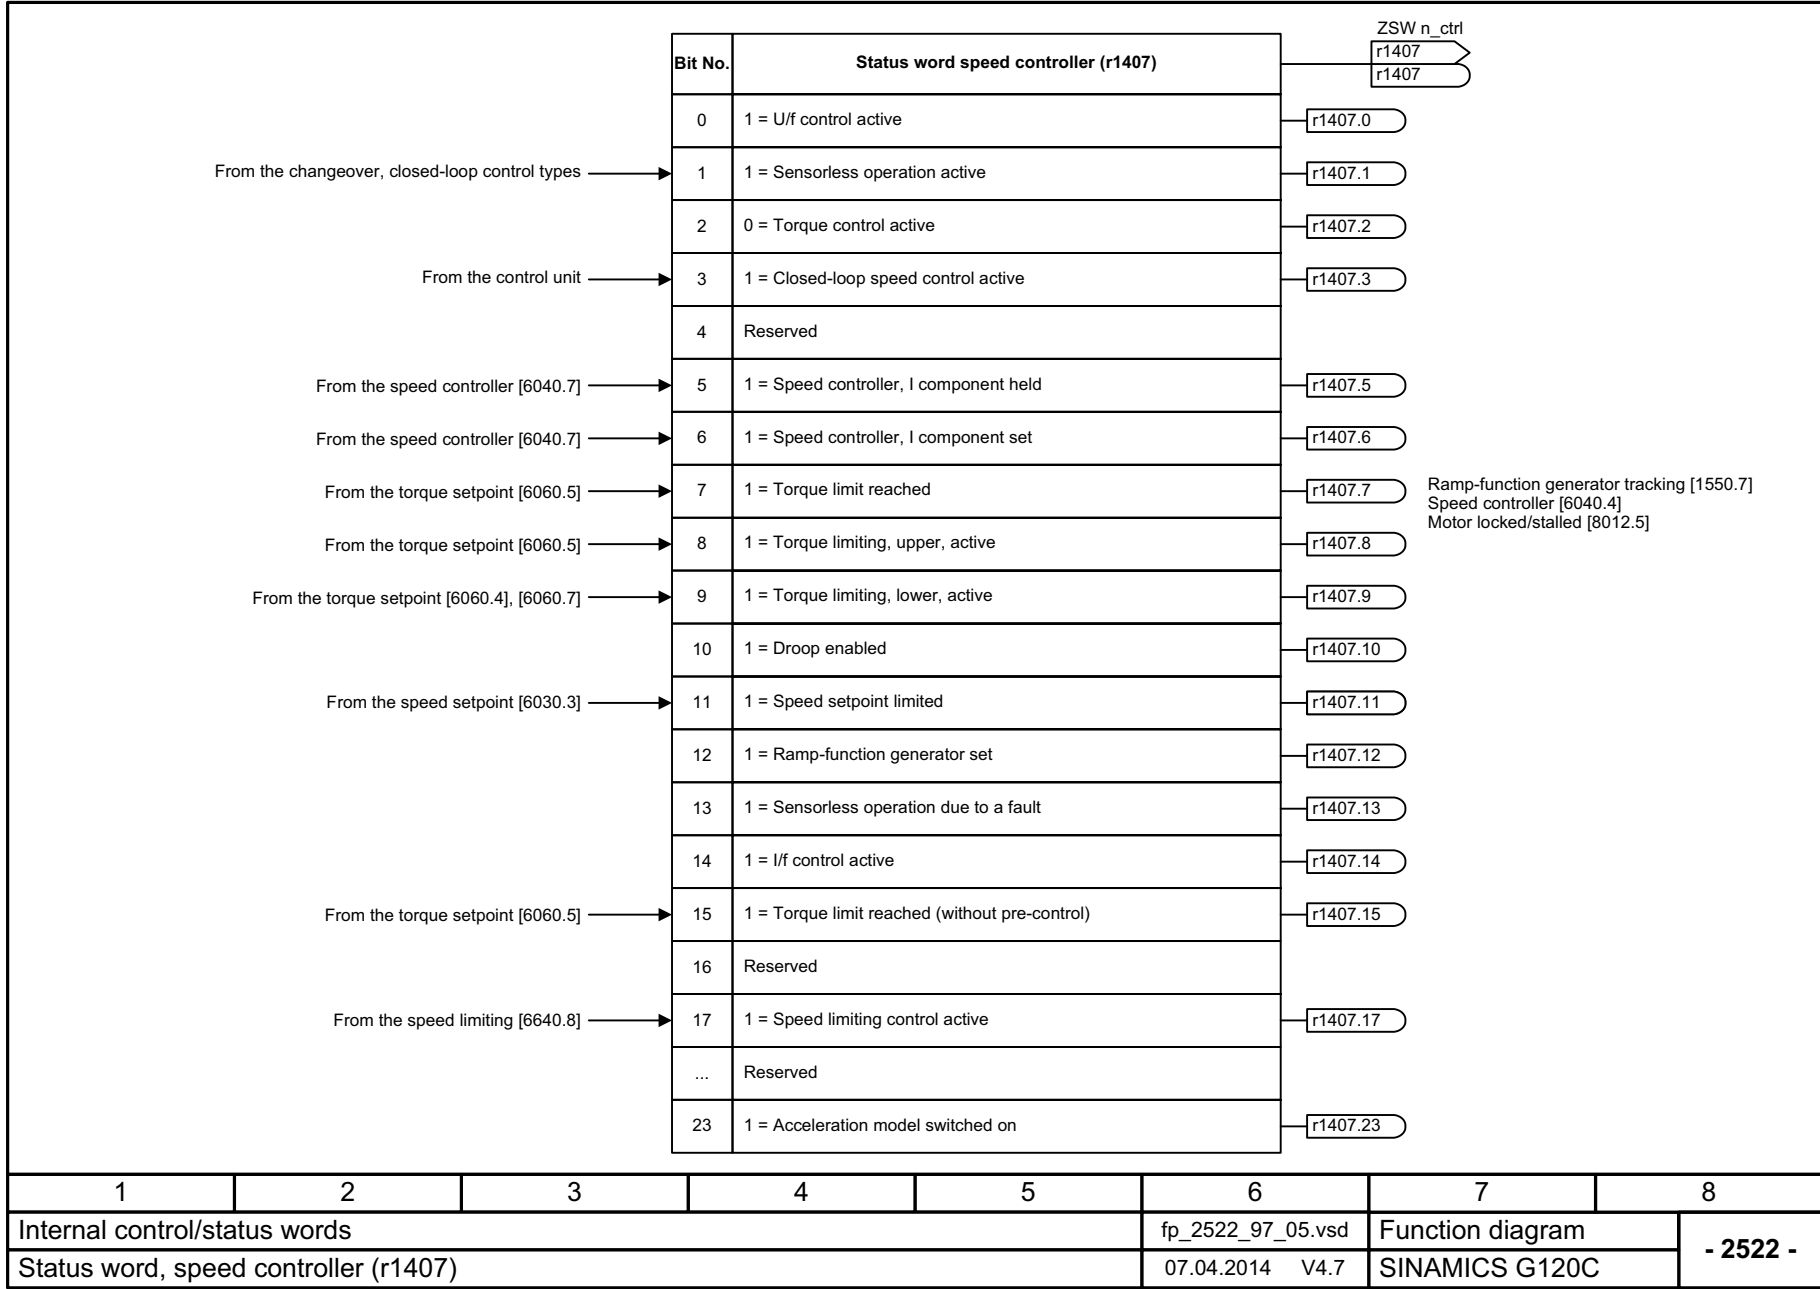 ZSW n_ctrl
Bit No. Status word speed controller (r1407) r1407
r1407
0 1 = U/f control active r1407.0
From the changeover, closed-loop control types 1 1 = Sensorless operation active r1407.1
2 0 = Torque control active r1407.2
From the control unit 3 1 = Closed-loop speed control active r1407.3
4 Reserved
From the speed controller [6040.7] 5 1 = Speed controller, I component held r1407.5
From the speed controller [6040.7] 6 1 = Speed controller, I component set r1407.6
From the torque setpoint [6060.5] 7 1 = Torque limit reached r1407.7 Ramp-function generator tracking [1550.7]
Speed controller [6040.4]
Motor locked/stalled [8012.5]
From the torque setpoint [6060.5] 8 1 = Torque limiting, upper, active r1407.8
From the torque setpoint [6060.4], [6060.7] 9 1 = Torque limiting, lower, active r1407.9
10 1 = Droop enabled r1407.10
From the speed setpoint [6030.3] 11 1 = Speed setpoint limited r1407.11
12 1 = Ramp-function generator set r1407.12
13 1 = Sensorless operation due to a fault r1407.13
14 1 = I/f control active r1407.14
From the torque setpoint [6060.5] 15 1 = Torque limit reached (without pre-control) r1407.15
16 Reserved
From the speed limiting [6640.8] 17 1 = Speed limiting control active r1407.17
... Reserved
23 1 = Acceleration model switched on r1407.23
1 2 3 4 5 6 7 8
Internal control/status words fp_2522_97_05.vsd Function diagram - 2522 -
Status word, speed controller (r1407) 07.04.2014 V4.7 SINAMICS G120C